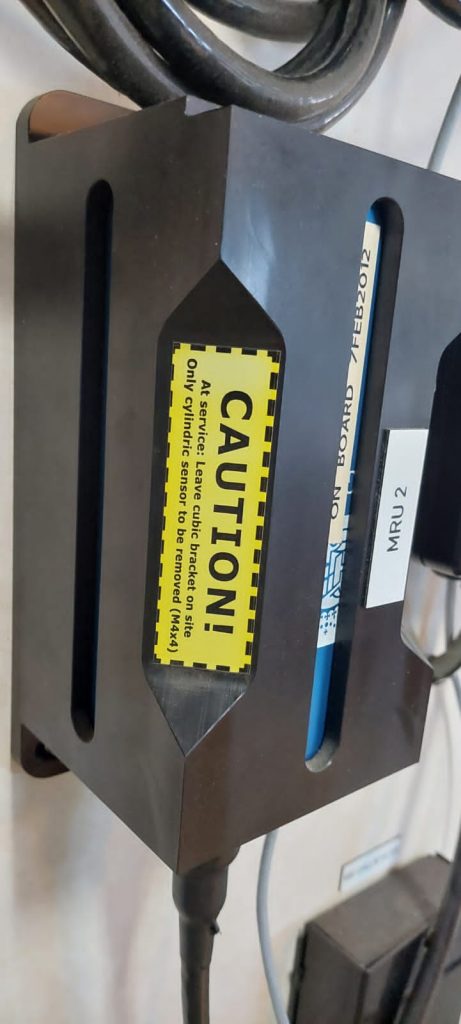 CAUTION!
At service: Leave cubic bracket on site
Only cylindric sensor to be removed (M4x4)
ON BOARD 7FEB2012
MRU 2